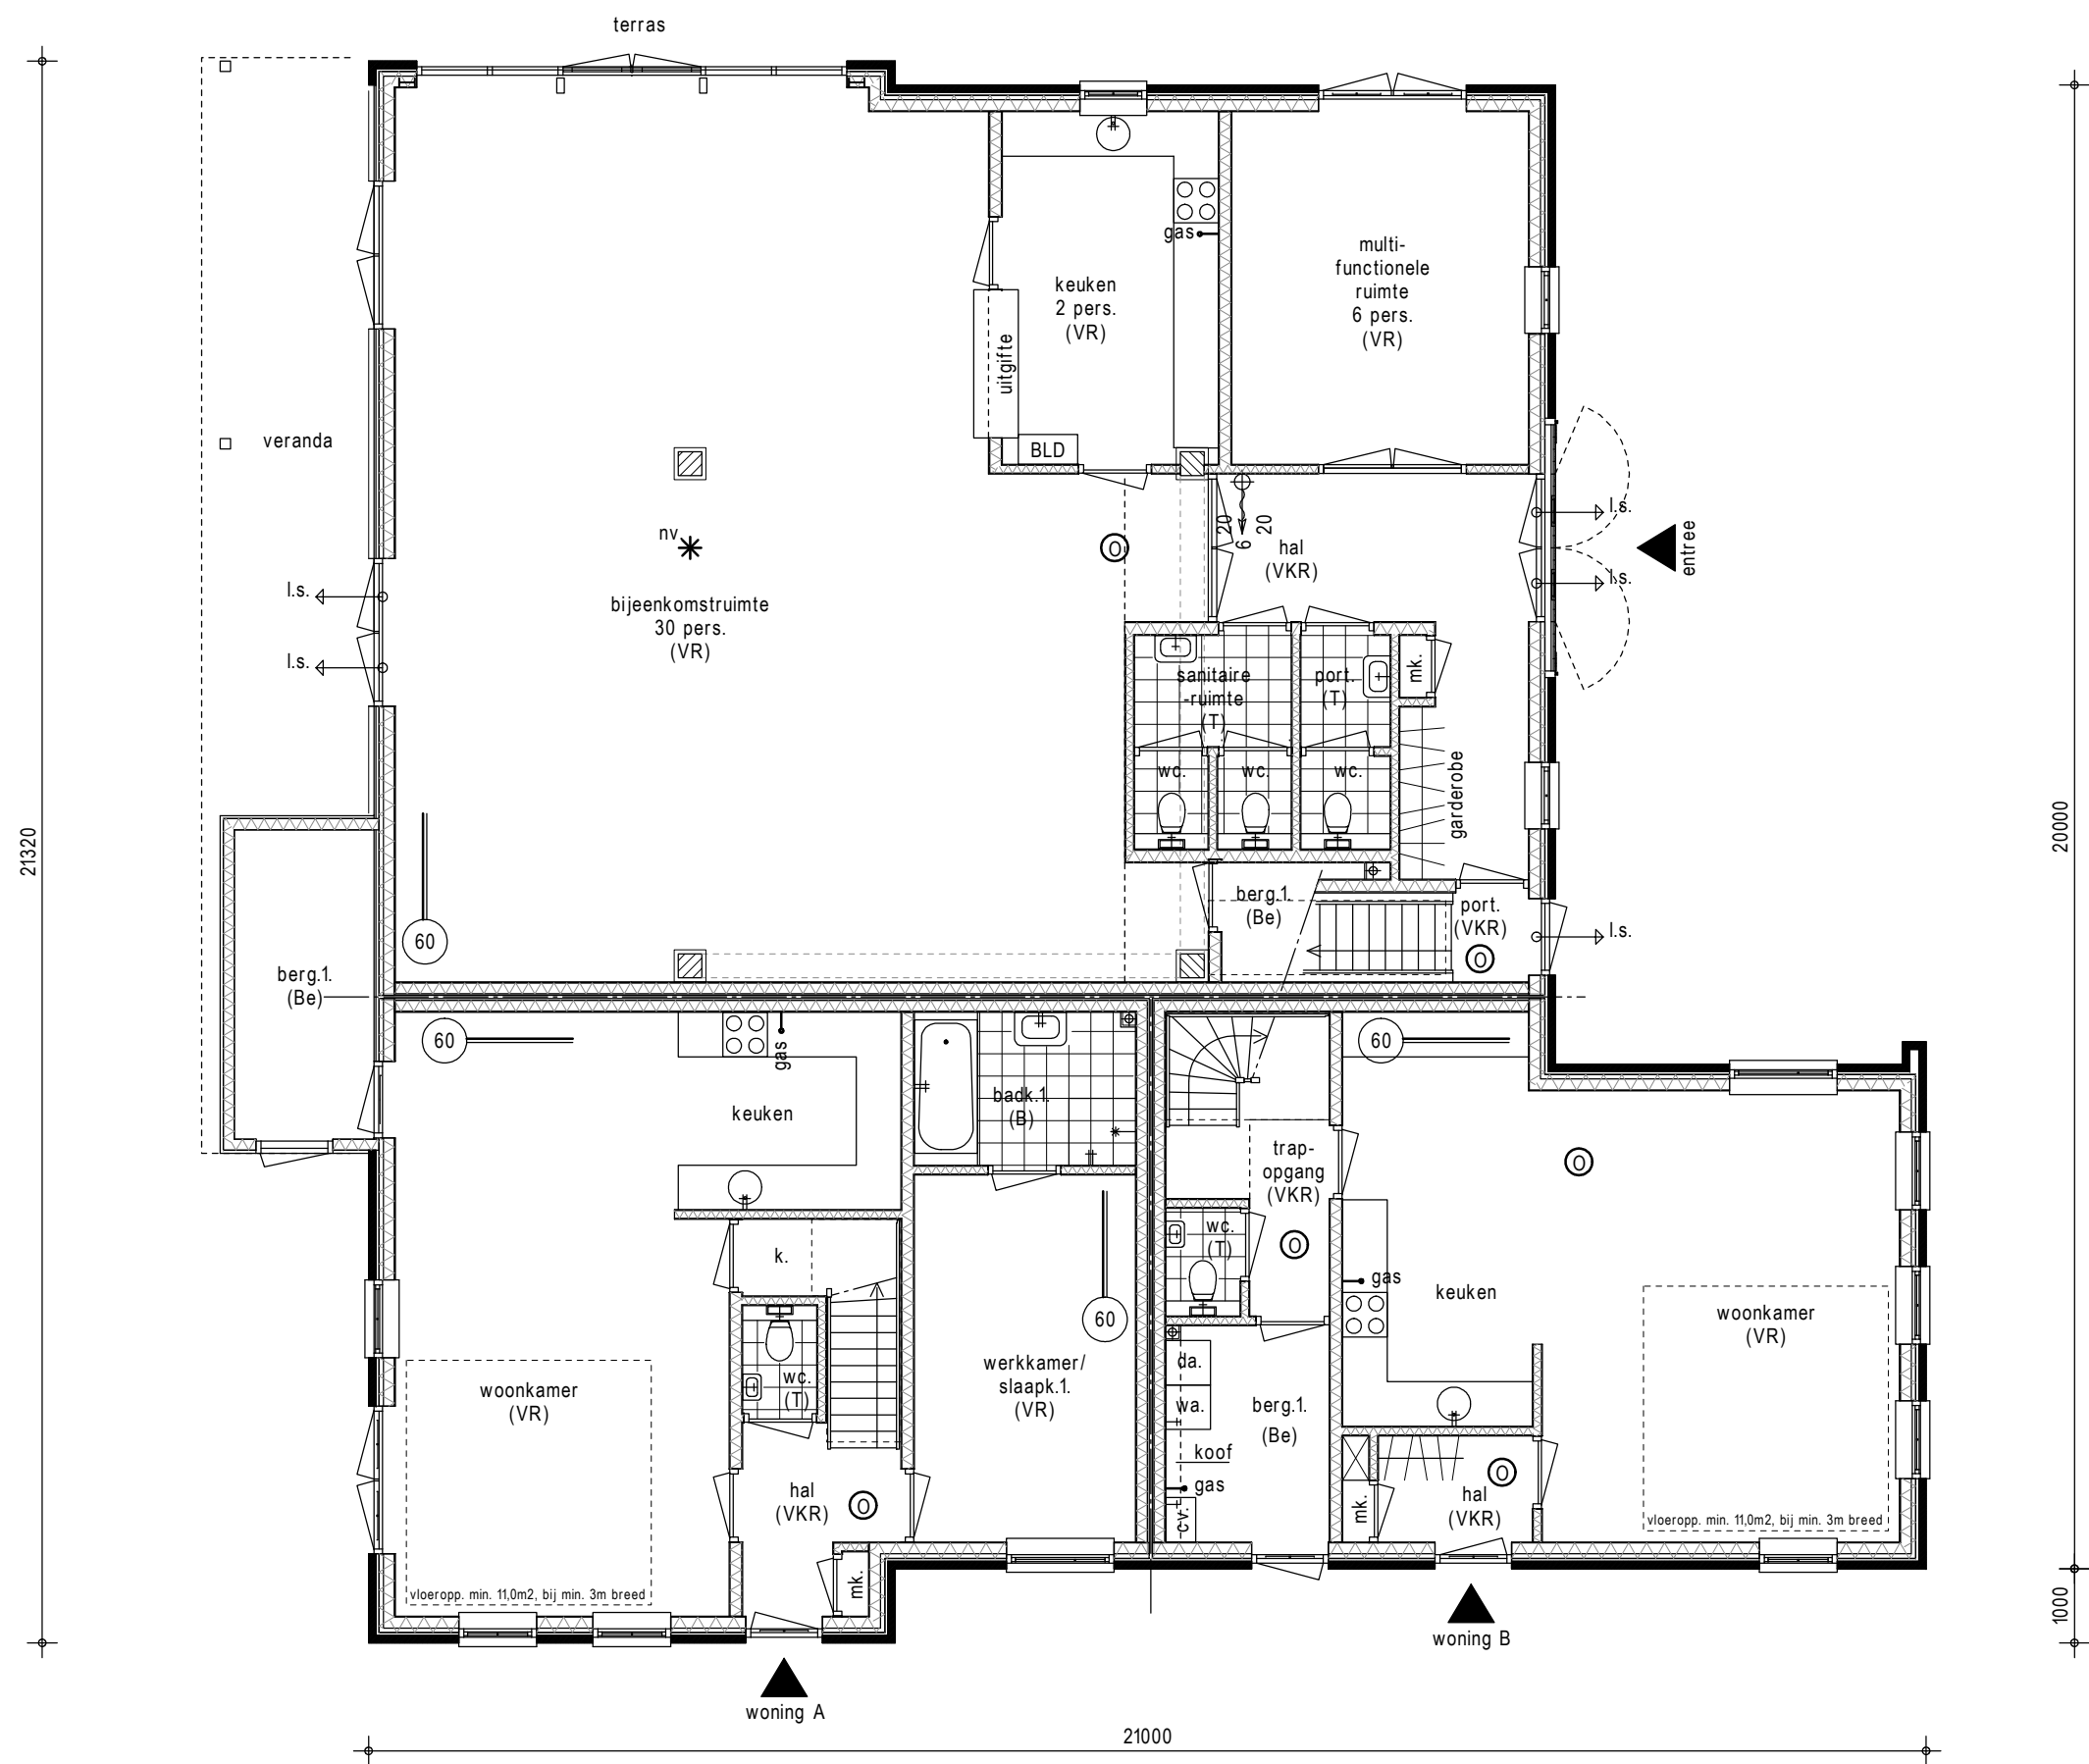 terras
gas
keuken
2 pers.
(VR)
multi-
functionele
ruimte
6 pers.
(VR)
uitgifte
BLD
veranda
nv
l.s.
l.s.
bijeenkomstruimte
30 pers.
(VR)
20
6
20
hal
(VKR)
l.s.
l.s.
entree
sanitaire
-ruimte
(T)
port.
(T)
mk.
wc.
wc.
wc.
garderobe
21320
20000
berg.1.
(Be)
port.
(VKR)
l.s.
60
berg.1.
(Be)
60
gas
keuken
badk.1.
(B)
60
trap-
opgang
(VKR)
wc.
(T)
k.
gas
keuken
woonkamer
(VR)
60
woonkamer
(VR)
wc.
(T)
werkkamer/
slaapk.1.
(VR)
da.
wa.
berg.1.
(Be)
koof
gas
cv.
hal
(VKR)
mk.
hal
(VKR)
mk.
vloeropp. min. 11,0m2, bij min. 3m breed
vloeropp. min. 11,0m2, bij min. 3m breed
1000
woning B
woning A
21000